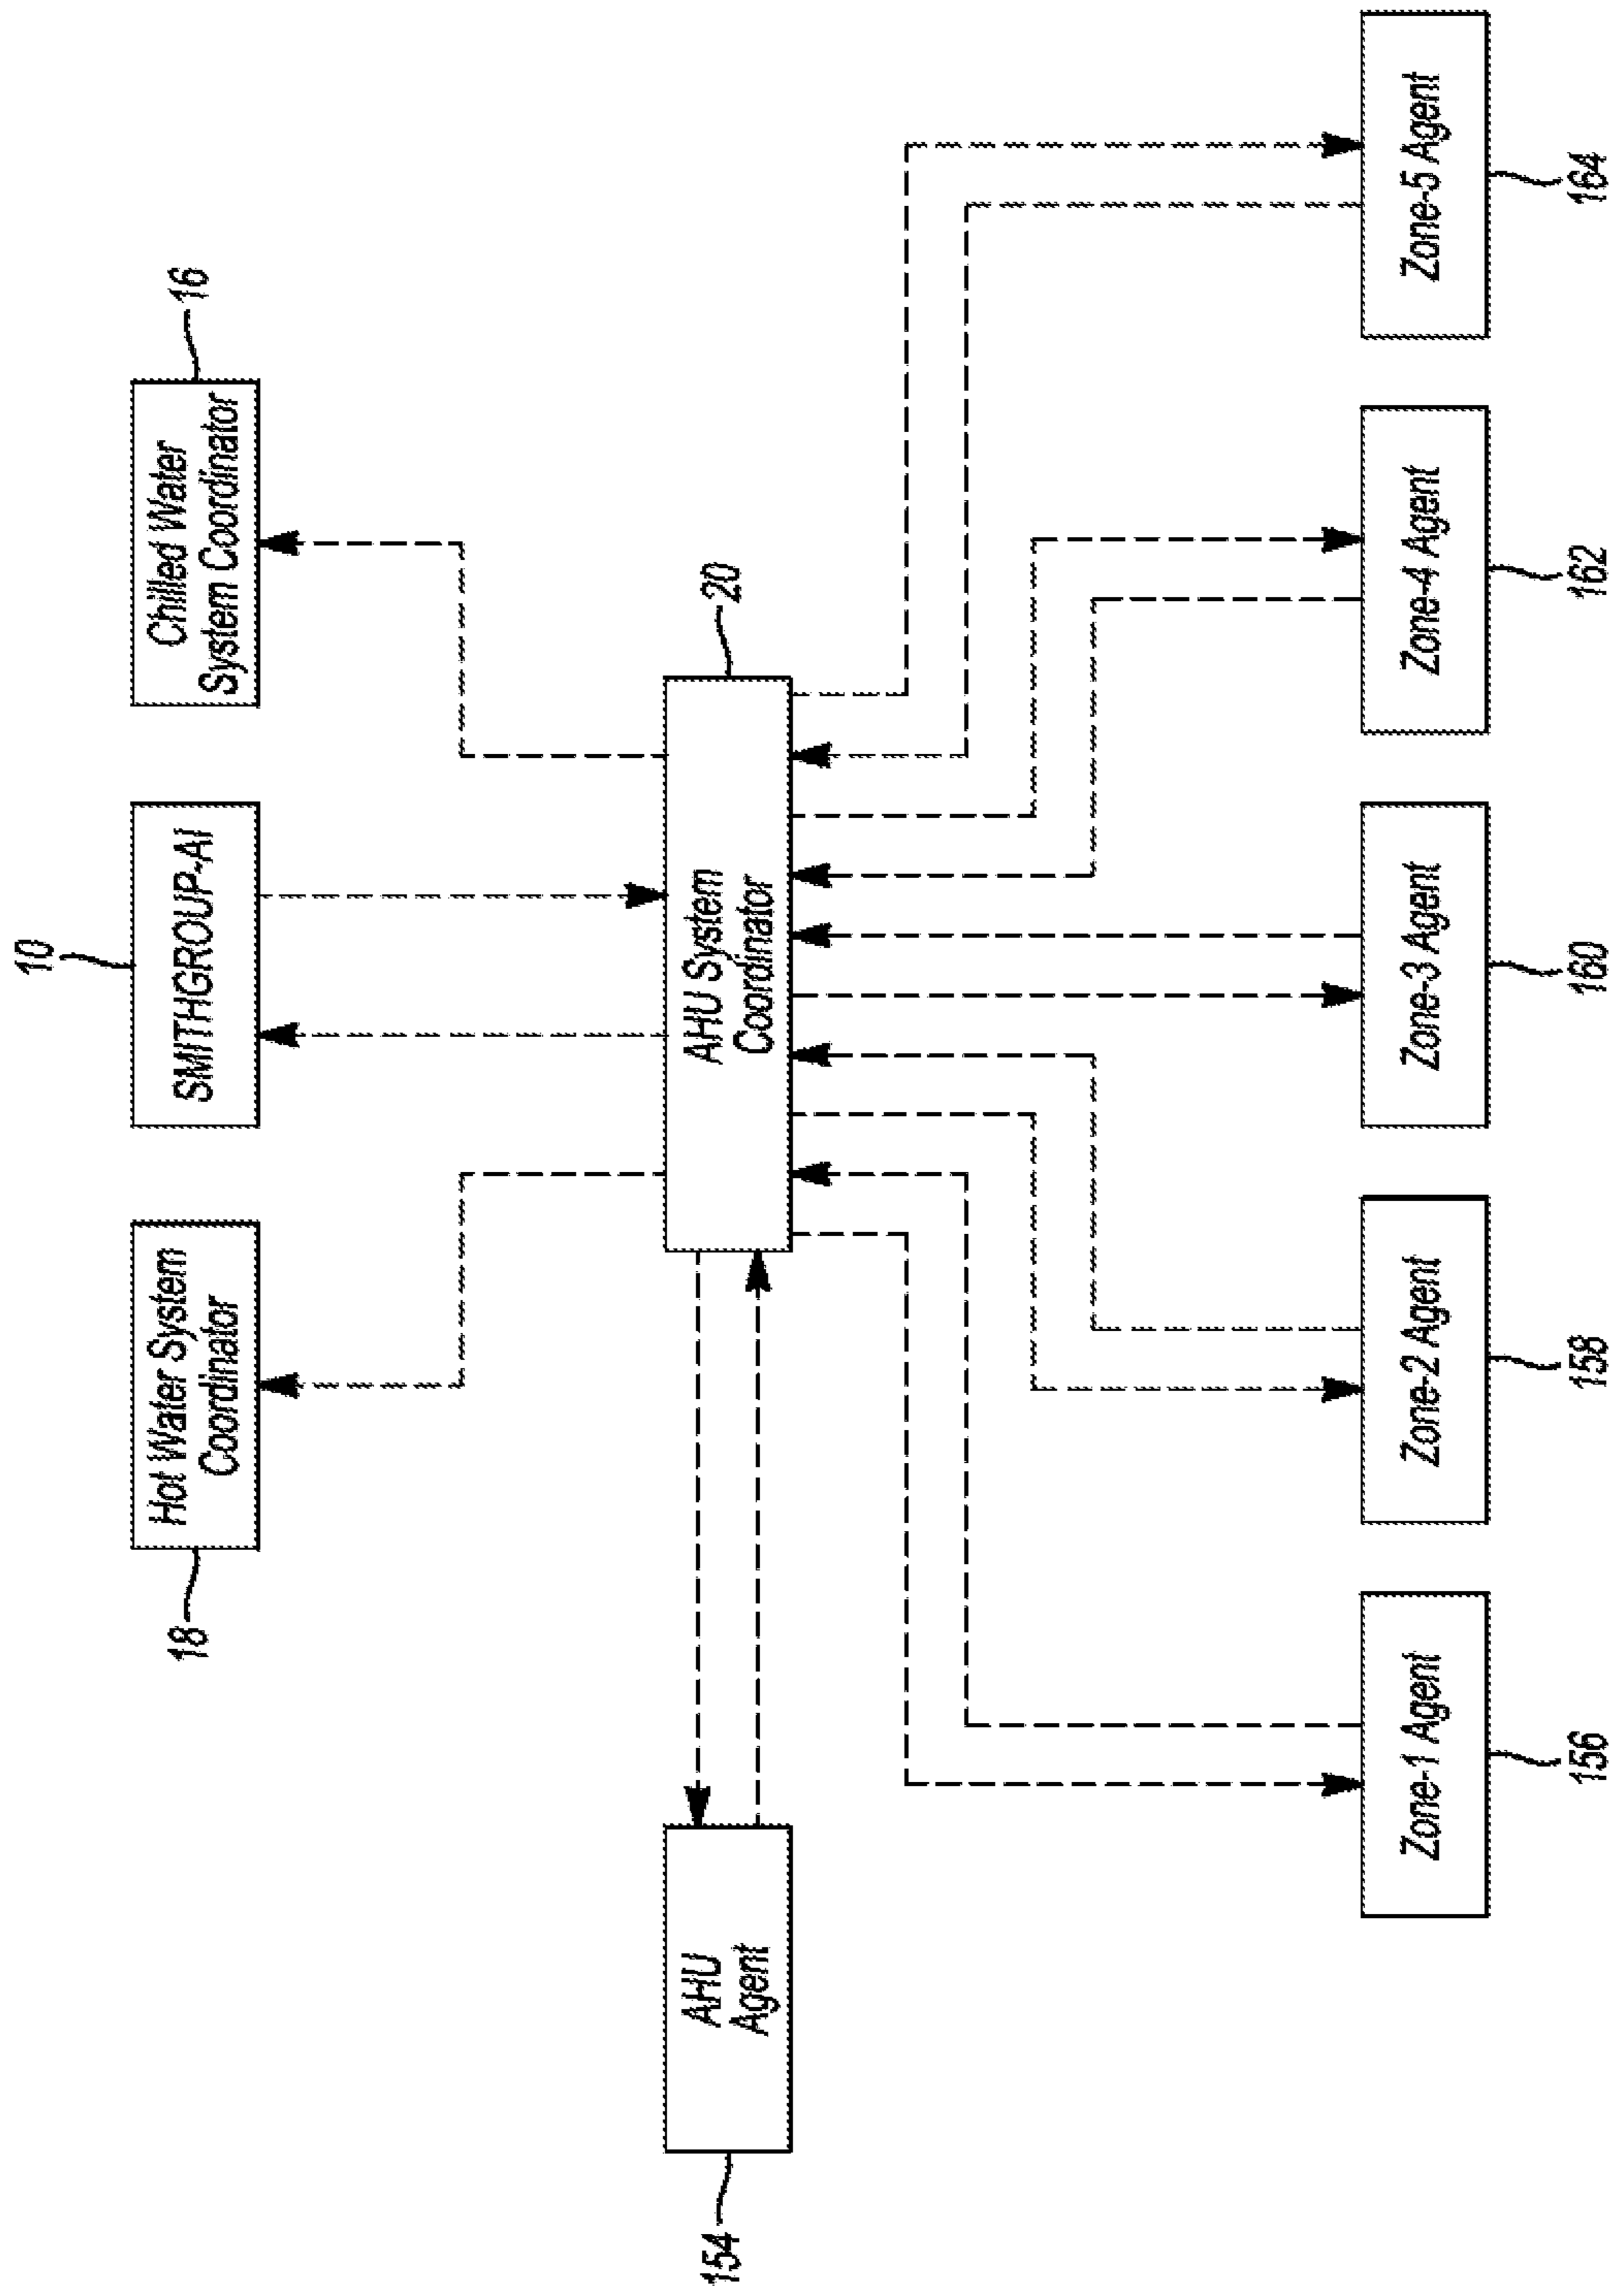 10
18
Hot Water System
Coordinator
SMITHGROUP-AI
Chilled Water
System Coordinator
16
154
AHU
Agent
AHU System
Coordinator
20
Zone-1 Agent
Zone-2 Agent
Zone-3 Agent
Zone-4 Agent
Zone-5 Agent
156
158
160
162
164